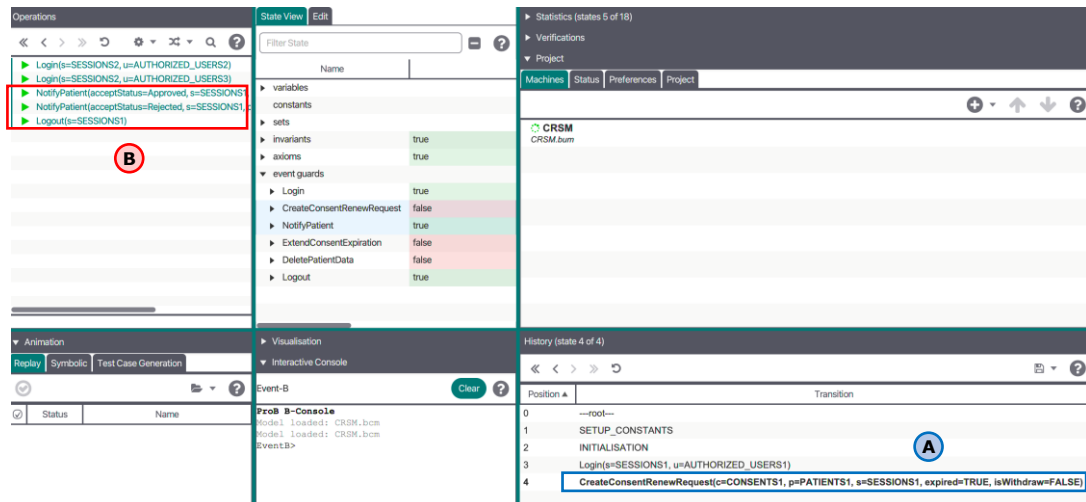 Operations
Login(s=SESSIONS2, u=AUTHORIZED_USERS2)
Login(s=SESSIONS2, u=AUTHORIZED_USERS3)
NotifyPatient(acceptStatus=Approved, s=SESSIONS1
NotifyPatient(acceptStatus=Rejected, s=SESSIONS1,
Logout(s=SESSIONS1)
B
State View Edit
Filter State
Name
variables
constants
sets
invariants true
axioms true
event guards
Login true
CreateConsentRenewRequest false
NotifyPatient true
ExtendConsentExpiration false
DeletePatientData false
Logout true
Statistics (states 5 of 18)
Verifications
Project
Machines Status Preferences Project
CRSM
CRSM.bum
Animation
Replay Symbolic Test Case Generation
Status Name
Visualisation
Interactive Console
Event-B Clear
ProB B-Console
Model loaded: CRSM.bcm
Model loaded: CRSM.bcm
EventB>
History (state 4 of 4)
Position Transition
0 ---root---
1 SETUP_CONSTANTS
2 INITIALISATION
3 Login(s=SESSIONS1, u=AUTHORIZED_USERS1)
4 CreateConsentRenewRequest(c=CONSENTS1, p=PATIENTS1, s=SESSIONS1, expired=TRUE, isWithdraw=FALSE)
A